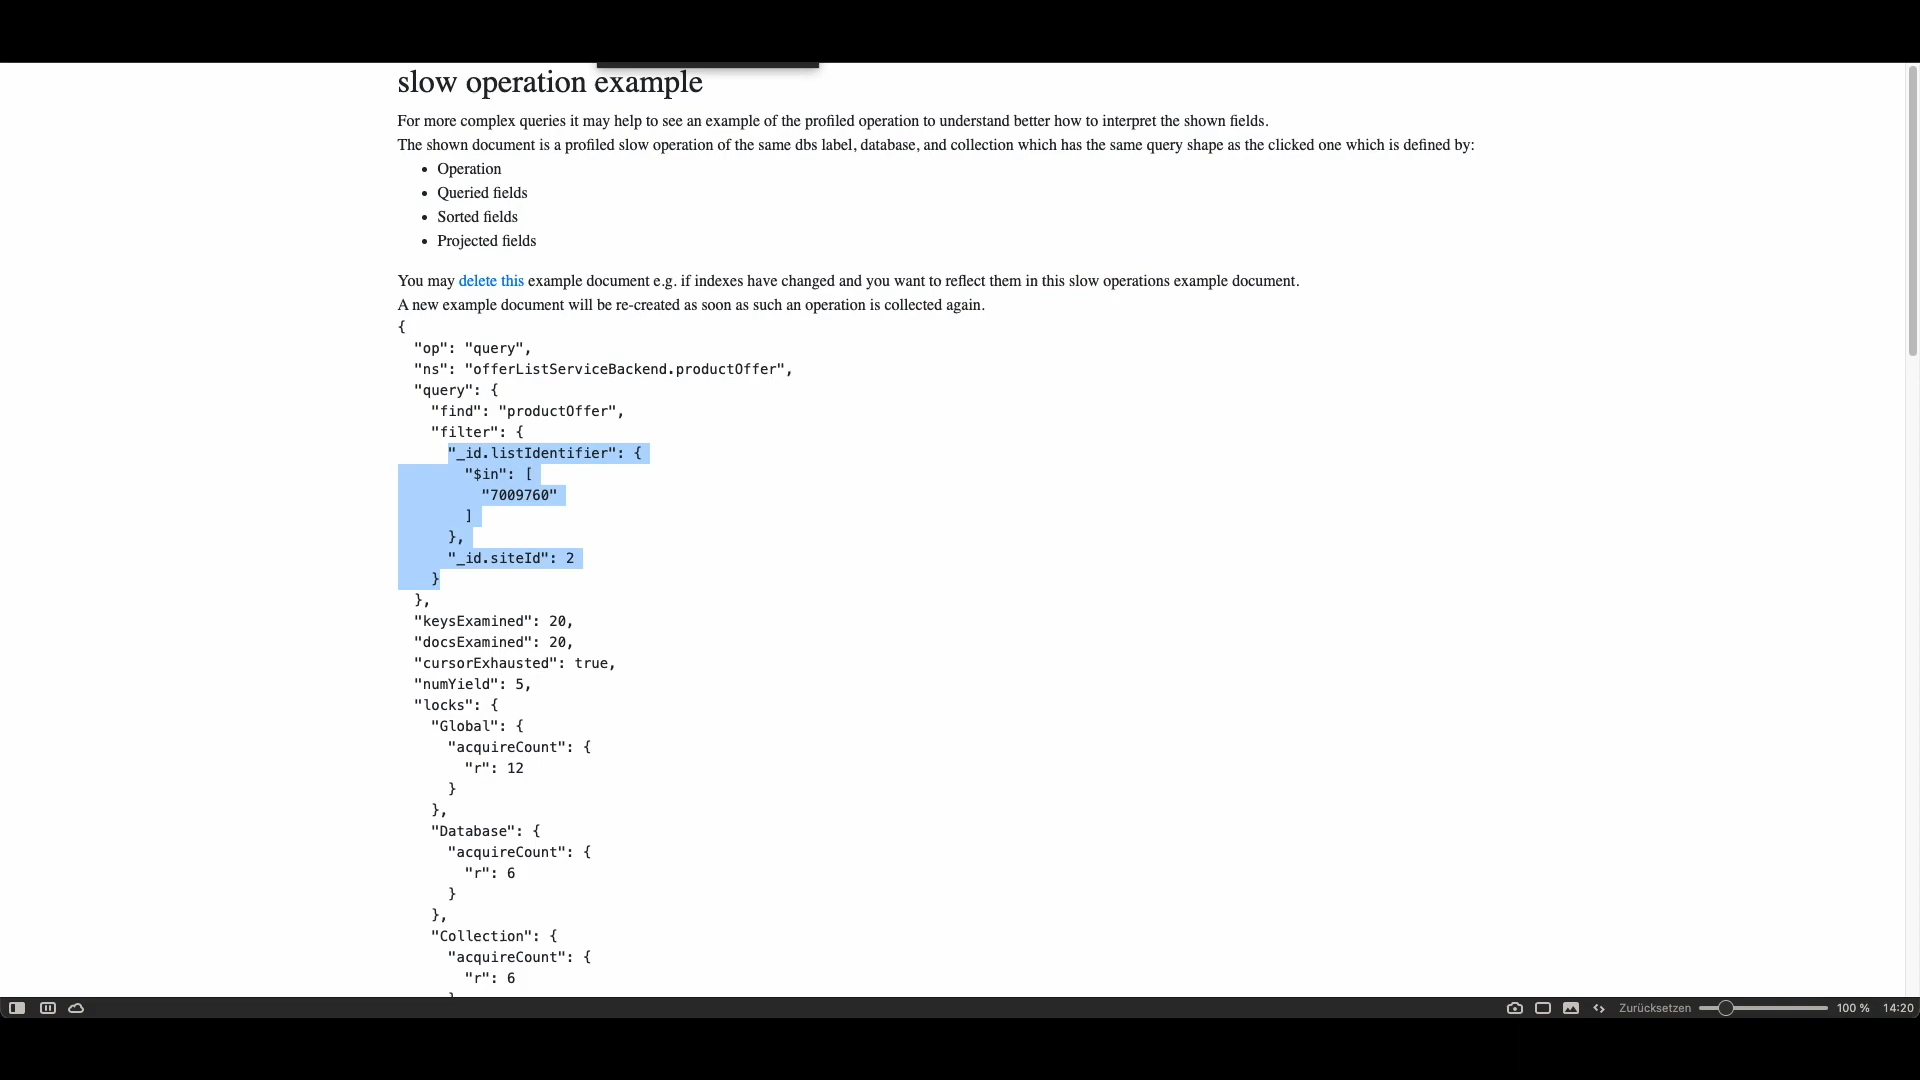 slow operation example
For more complex queries it may help to see an example of the profiled operation to understand better how to interpret the shown fields.
The shown document is a profiled slow operation of the same dbs label, database, and collection which has the same query shape as the clicked one which is defined by:
• Operation
• Queried fields
• Sorted fields
• Projected fields
You may delete this example document e.g. if indexes have changed and you want to reflect them in this slow operations example document.
A new example document will be re-created as soon as such an operation is collected again.
{
  "op": "query",
  "ns": "offerListServiceBackend.productOffer",
  "query": {
    "find": "productOffer",
    "filter": {
      "_id.listIdentifier": {
        "$in": [
          "7009760"
        ]
      },
      "_id.siteId": 2
    }
  },
  "keysExamined": 20,
  "docsExamined": 20,
  "cursorExhausted": true,
  "numYield": 5,
  "locks": {
    "Global": {
      "acquireCount": {
        "r": 12
      }
    },
    "Database": {
      "acquireCount": {
        "r": 6
      }
    },
    "Collection": {
      "acquireCount": {
        "r": 6
      }
Zurücksetzen 100 % 14:20